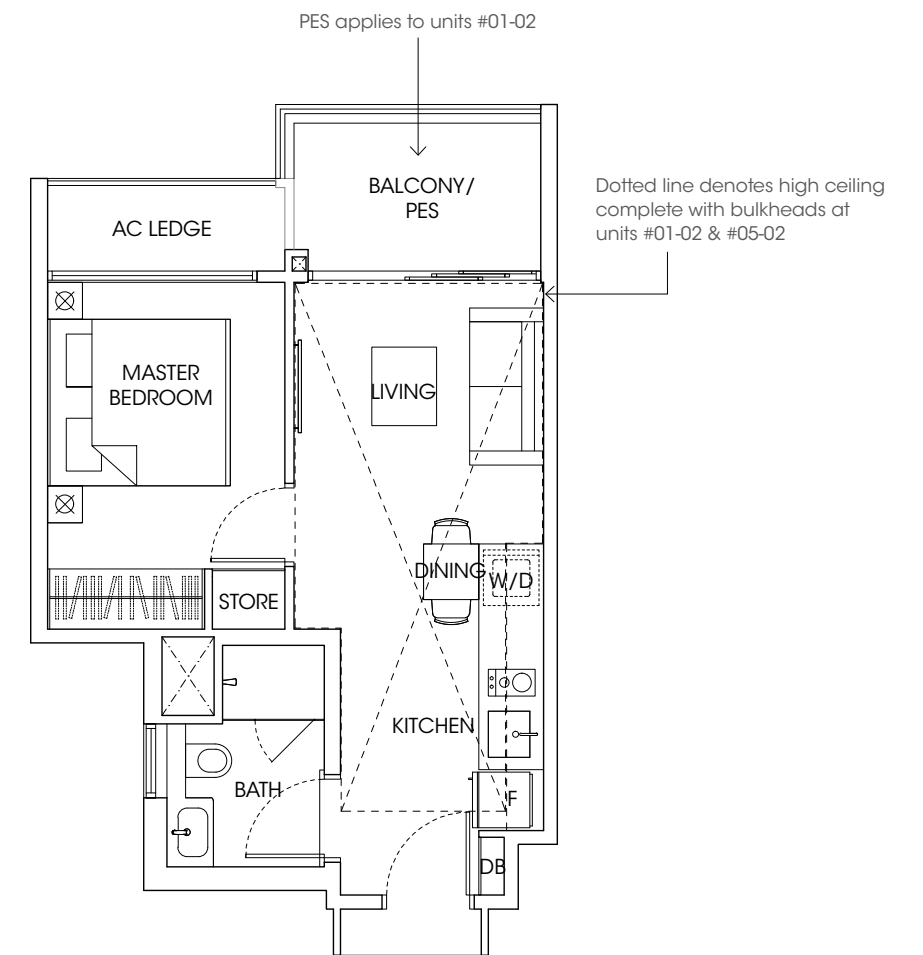 PES applies to units #01-02
BALCONY/
PES
Dotted line denotes high ceiling
complete with bulkheads at
units #01-02 & #05-02
AC LEDGE
MASTER
BEDROOM
LIVING
DINING
W/D
STORE
KITCHEN
BATH
F
DB